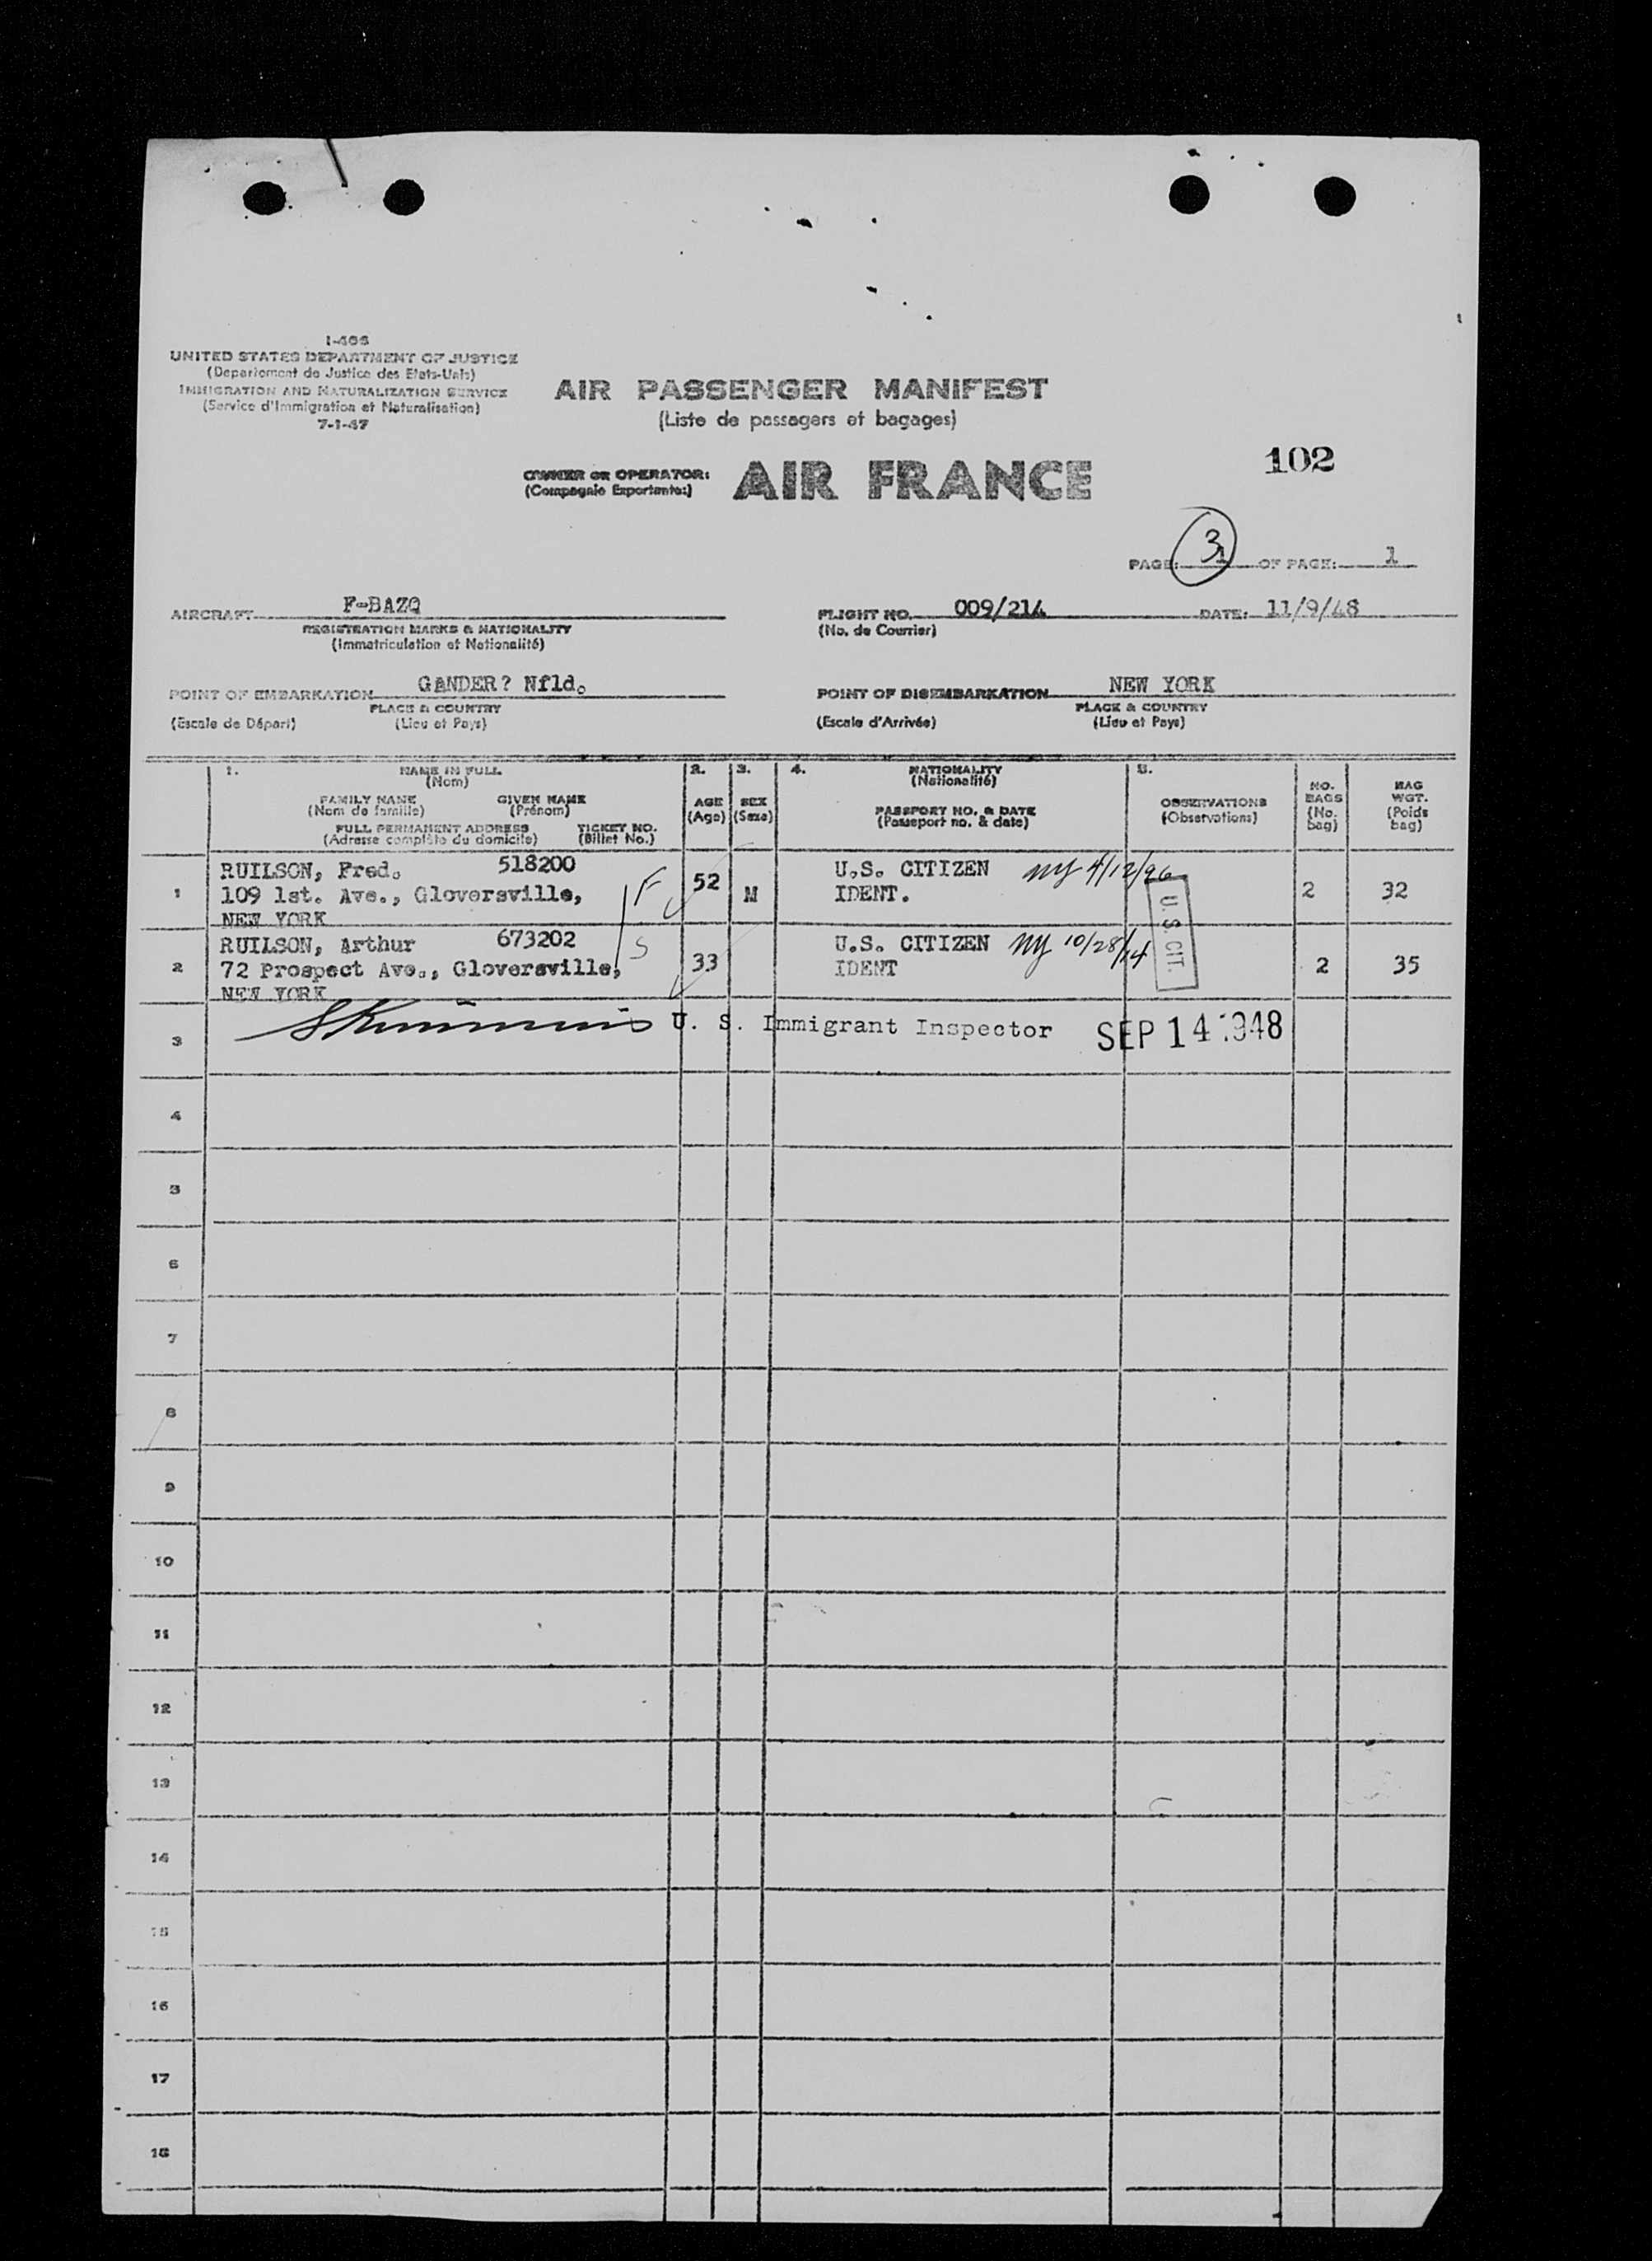 I-466
UNITED STATES DEPARTMENT OF JUSTICE
(Departement de Justice des Etats-Unis)
IMMIGRATION AND NATURALIZATION SERVICE
(Service d'Immigration et Naturalisation)
7-1-47
AIR PASSENGER MANIFEST
(Liste de passagers et bagages)
OWNER OR OPERATOR: AIR FRANCE
(Compagnie Exportante:)
102
PAGE: 3 OF PAGE: 1
AIRCRAFT F-BAZQ
REGISTRATION MARKS & NATIONALITY
(Immatriculation et Nationalité)
FLIGHT NO. 009/214 DATE: 11/9/48
(No. de Courrier)
POINT OF EMBARKATION GANDER? Nfld.
PLACE & COUNTRY
(Escale de Départ) (Lieu et Pays)
POINT OF DISEMBARKATION NEW YORK
PLACE & COUNTRY
(Escale d'Arrivée) (Lieu et Pays)
1. NAME IN FULL
(Nom)
FAMILY NAME GIVEN NAME
(Nom de famille) (Prénom)
FULL PERMANENT ADDRESS TICKET NO.
(Adresse complète du domicile) (Billet No.)
2.
AGE
(Age)
3.
SEX
(Sexe)
4. NATIONALITY
(Nationalité)
PASSPORT NO. & DATE
(Passeport no. & date)
5.
OBSERVATIONS
(Observations)
NO.
BAGS
(No.
bag)
BAG
WGT.
(Poids
bag)
1 RUILSON, Fred. 518200 F 52 M U.S. CITIZEN NY 4/12/96 2 32
109 1st. Ave., Gloversville, IDENT.
NEW YORK
U.S. CIT.
2 RUILSON, Arthur 673202 S 33 U.S. CITIZEN NY 10/28/14 2 35
72 Prospect Ave., Gloversville, IDENT
NEW YORK
3 U. S. Immigrant Inspector SEP 14 1948
4
5
6
7
8
9
10
11
12
13
14
15
16
17
18